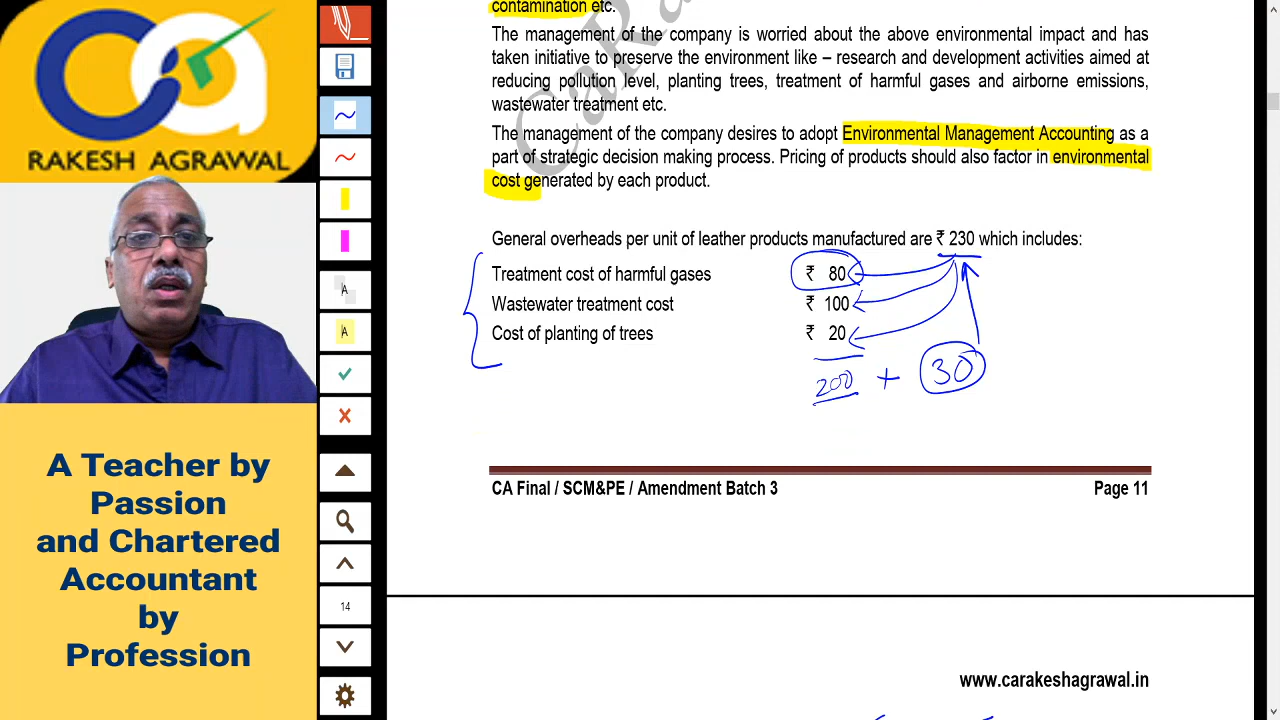 RAKESH AGRAWAL
A Teacher by
Passion
and Chartered
Accountant
by
Profession
A
A
14
contamination etc.
The management of the company is worried about the above environmental impact and has
taken initiative to preserve the environment like – research and development activities aimed at
reducing pollution level, planting trees, treatment of harmful gases and airborne emissions,
wastewater treatment etc.
The management of the company desires to adopt Environmental Management Accounting as a
part of strategic decision making process. Pricing of products should also factor in environmental
cost generated by each product.
General overheads per unit of leather products manufactured are ₹ 230 which includes:
Treatment cost of harmful gases ₹ 80
Wastewater treatment cost ₹ 100
Cost of planting of trees ₹ 20
200 + 30
CA Final / SCM&PE / Amendment Batch 3 Page 11
www.carakeshagrawal.in